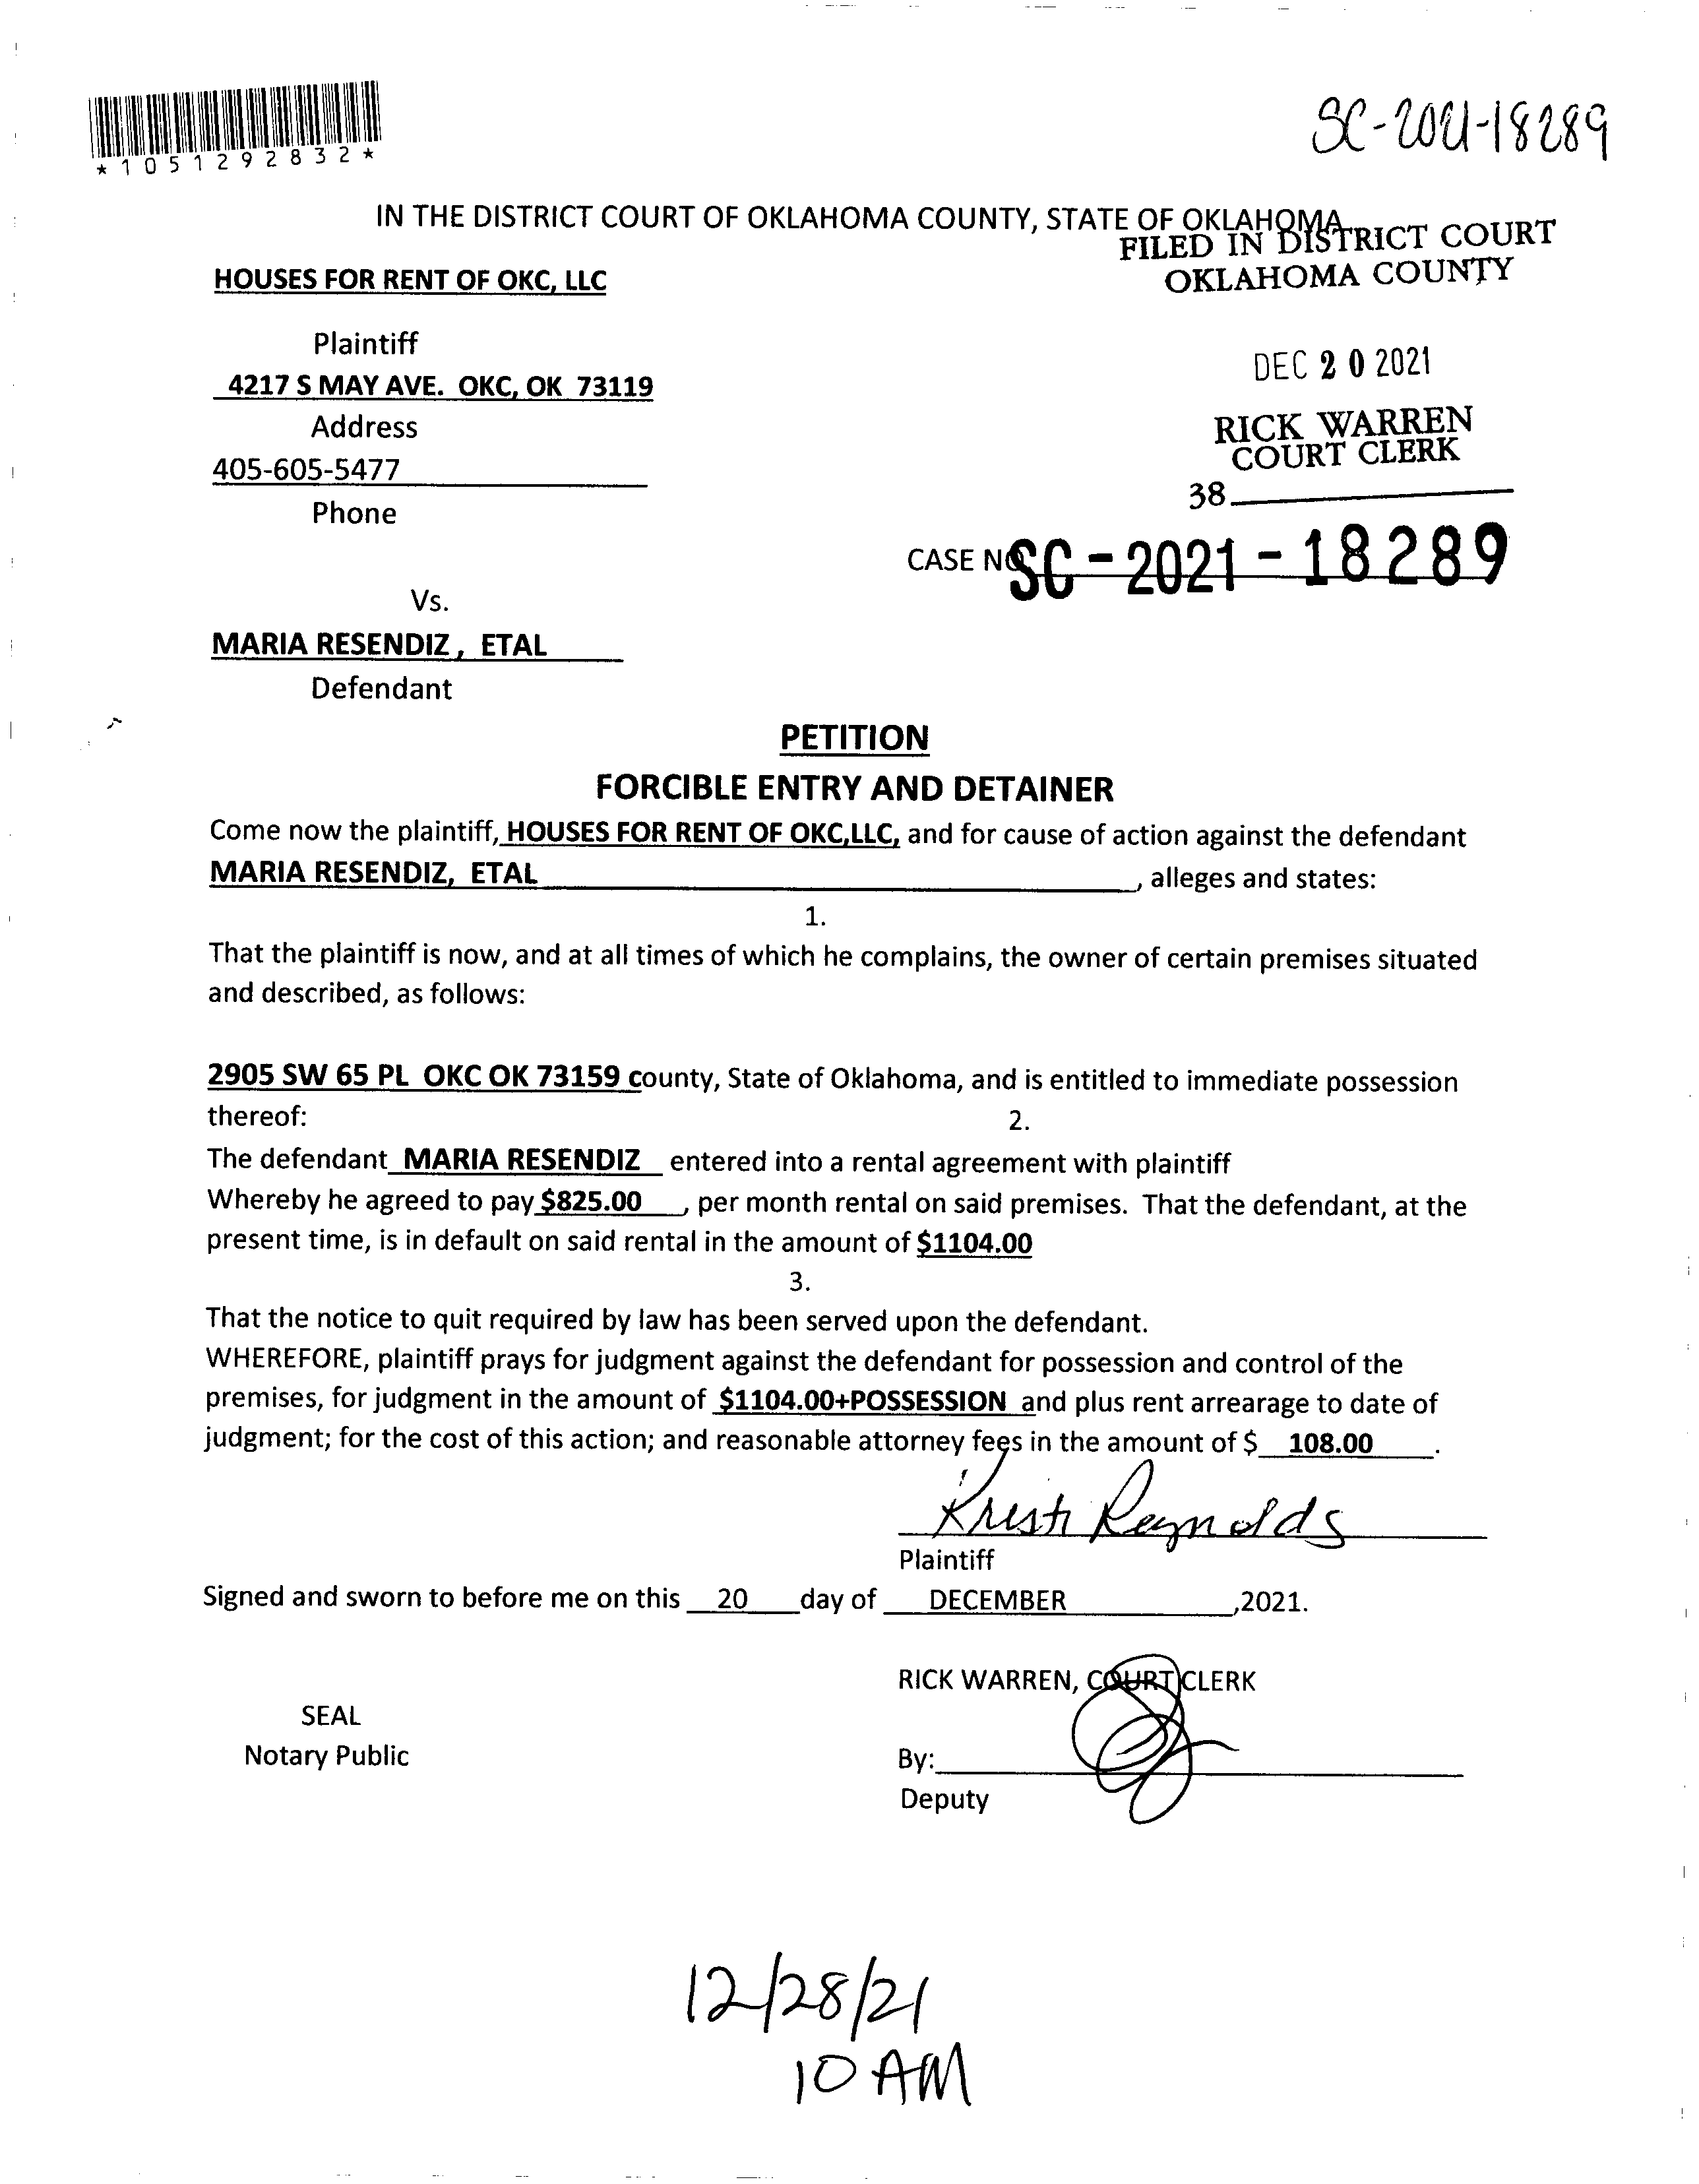 SC-2021-18289
*1051292832*
IN THE DISTRICT COURT OF OKLAHOMA COUNTY, STATE OF OKLAHOMA
FILED IN DISTRICT COURT
OKLAHOMA COUNTY
HOUSES FOR RENT OF OKC, LLC
Plaintiff
DEC 20 2021
4217 S MAY AVE. OKC, OK 73119
Address
RICK WARREN
COURT CLERK
405-605-5477
38
Phone
CASE NO SC-2021-18289
Vs.
MARIA RESENDIZ, ETAL
Defendant
PETITION
FORCIBLE ENTRY AND DETAINER
Come now the plaintiff, HOUSES FOR RENT OF OKC,LLC, and for cause of action against the defendant
MARIA RESENDIZ, ETAL, alleges and states:
1.
That the plaintiff is now, and at all times of which he complains, the owner of certain premises situated
and described, as follows:
2905 SW 65 PL OKC OK 73159 county, State of Oklahoma, and is entitled to immediate possession
thereof:
2.
The defendant MARIA RESENDIZ entered into a rental agreement with plaintiff
Whereby he agreed to pay $825.00, per month rental on said premises. That the defendant, at the
present time, is in default on said rental in the amount of $1104.00
3.
That the notice to quit required by law has been served upon the defendant.
WHEREFORE, plaintiff prays for judgment against the defendant for possession and control of the
premises, for judgment in the amount of $1104.00+POSSESSION and plus rent arrearage to date of
judgment; for the cost of this action; and reasonable attorney fees in the amount of $ 108.00.
Kristi Reynolds
Plaintiff
Signed and sworn to before me on this 20 day of DECEMBER,2021.
RICK WARREN, COURT CLERK
SEAL
Notary Public
By:
Deputy
12/28/21
10 AM